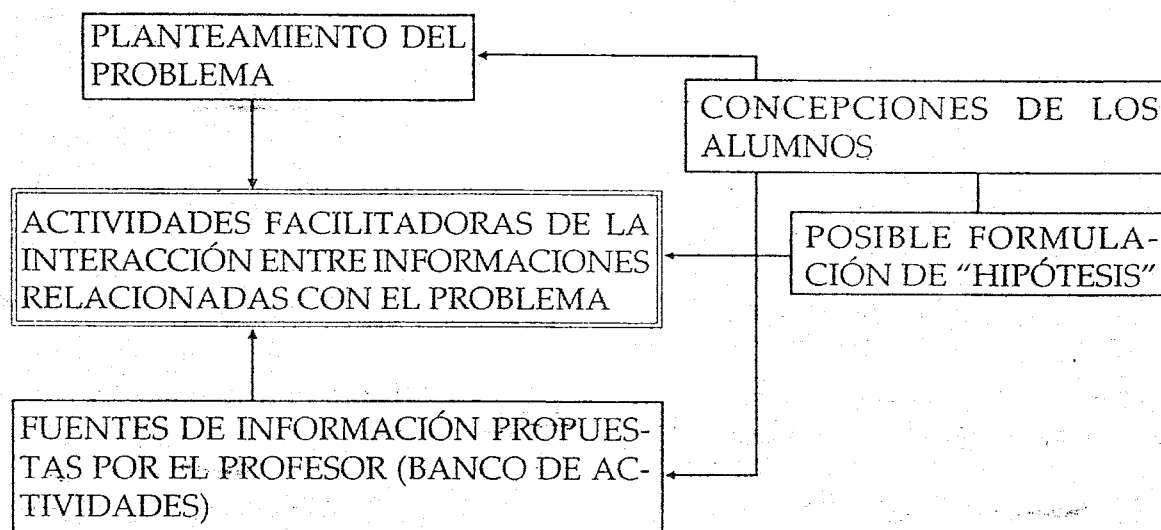 PLANTEAMIENTO DEL
PROBLEMA
CONCEPCIONES DE LOS
ALUMNOS
ACTIVIDADES FACILITADORAS DE LA
INTERACCIÓN ENTRE INFORMACIONES
RELACIONADAS CON EL PROBLEMA
POSIBLE FORMULA-
CIÓN DE “HIPÓTESIS”
FUENTES DE INFORMACIÓN PROPUES-
TAS POR EL PROFESOR (BANCO DE AC-
TIVIDADES)